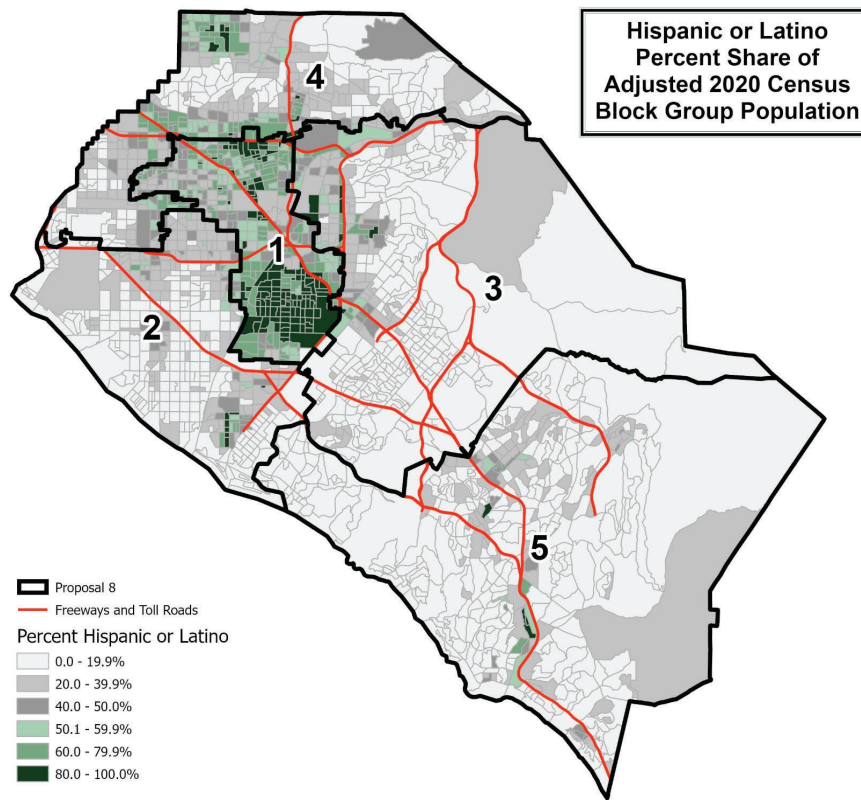 Hispanic or Latino
Percent Share of
Adjusted 2020 Census
Block Group Population
4
1
3
2
5
Proposal 8
Freeways and Toll Roads
Percent Hispanic or Latino
0.0 - 19.9%
20.0 - 39.9%
40.0 - 50.0%
50.1 - 59.9%
60.0 - 79.9%
80.0 - 100.0%